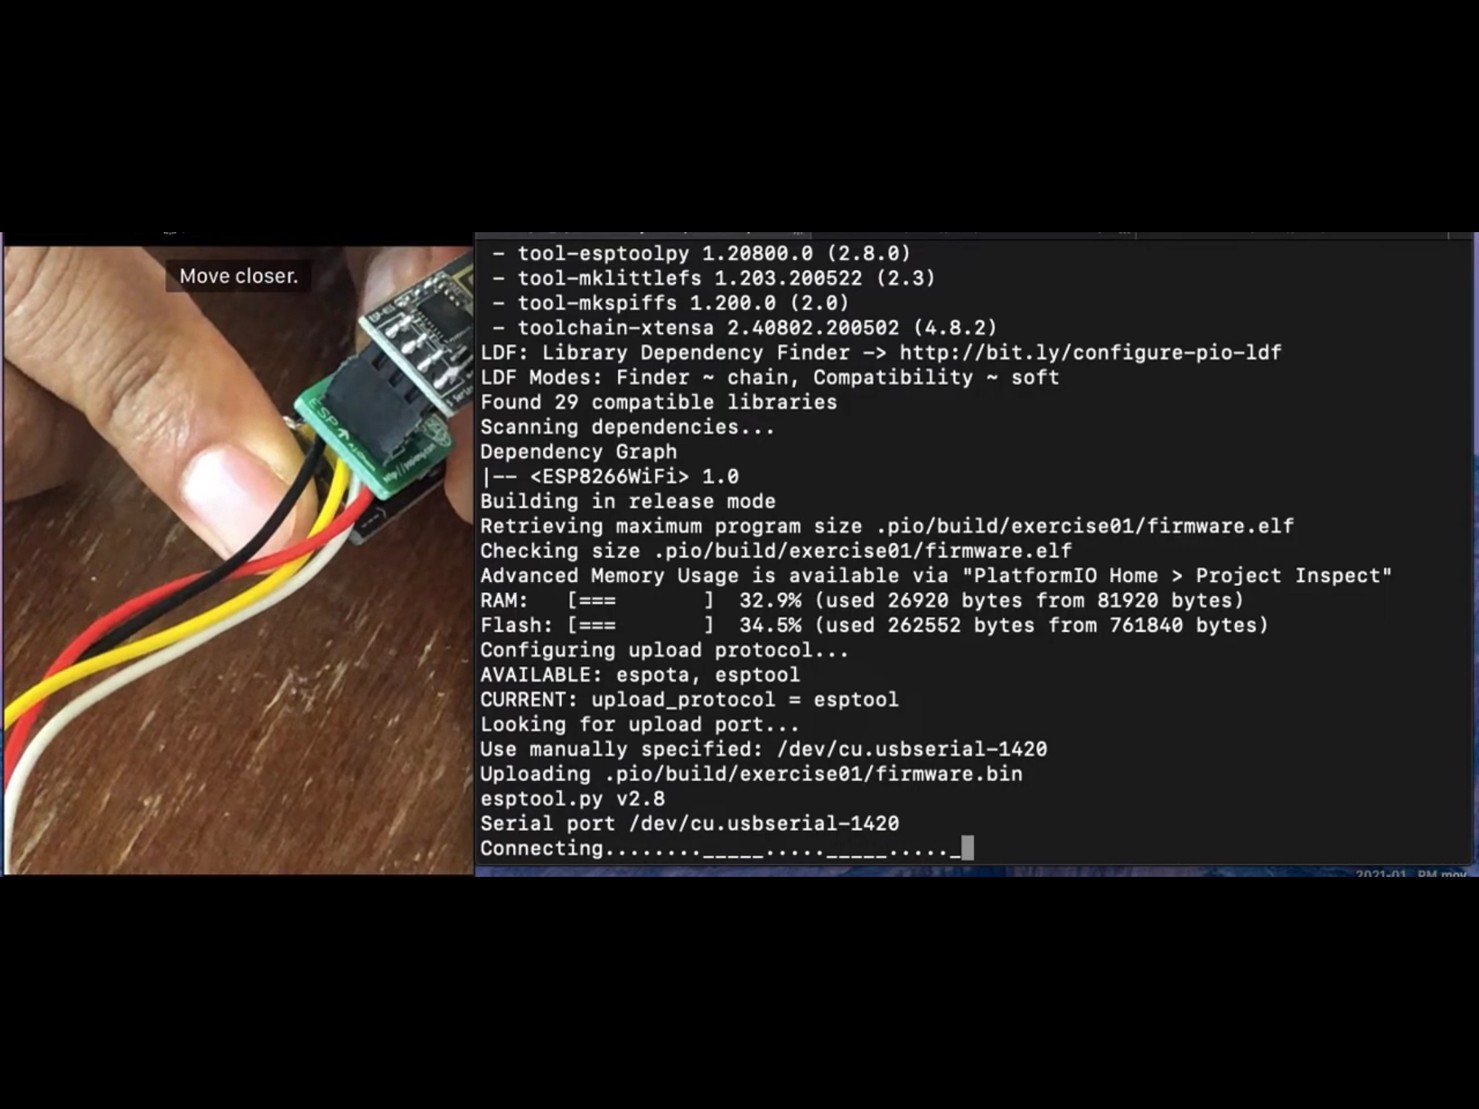 Move closer.
ESP
- tool-esptoolpy 1.20800.0 (2.8.0)
- tool-mklittlefs 1.203.200522 (2.3)
- tool-mkspiffs 1.200.0 (2.0)
- toolchain-xtensa 2.40802.200502 (4.8.2)
LDF: Library Dependency Finder -> http://bit.ly/configure-pio-ldf
LDF Modes: Finder ~ chain, Compatibility ~ soft
Found 29 compatible libraries
Scanning dependencies...
Dependency Graph
|-- <ESP8266WiFi> 1.0
Building in release mode
Retrieving maximum program size .pio/build/exercise01/firmware.elf
Checking size .pio/build/exercise01/firmware.elf
Advanced Memory Usage is available via "PlatformIO Home > Project Inspect"
RAM:   [===       ]  32.9% (used 26920 bytes from 81920 bytes)
Flash: [===       ]  34.5% (used 262552 bytes from 761840 bytes)
Configuring upload protocol...
AVAILABLE: espota, esptool
CURRENT: upload_protocol = esptool
Looking for upload port...
Use manually specified: /dev/cu.usbserial-1420
Uploading .pio/build/exercise01/firmware.bin
esptool.py v2.8
Serial port /dev/cu.usbserial-1420
Connecting........_____....._____....._